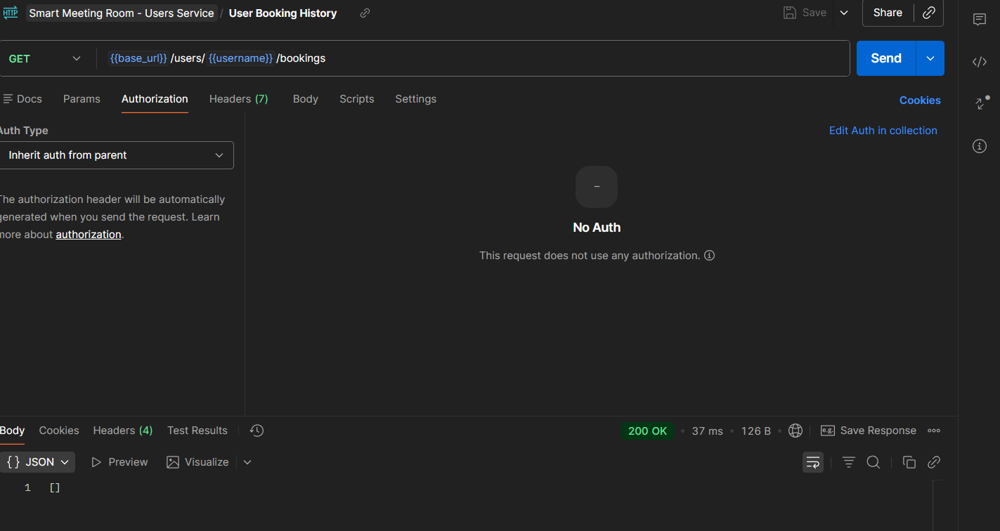 HTTP Smart Meeting Room - Users Service / User Booking History Save Share
GET {{base_url}} /users/ {{username}} /bookings Send
Docs Params Authorization Headers (7) Body Scripts Settings Cookies
Auth Type Edit Auth in collection
Inherit auth from parent
The authorization header will be automatically
generated when you send the request. Learn
more about authorization.
No Auth
This request does not use any authorization.
Body Cookies Headers (4) Test Results 200 OK • 37 ms • 126 B • e.g. Save Response
{} JSON Preview Visualize
1 []